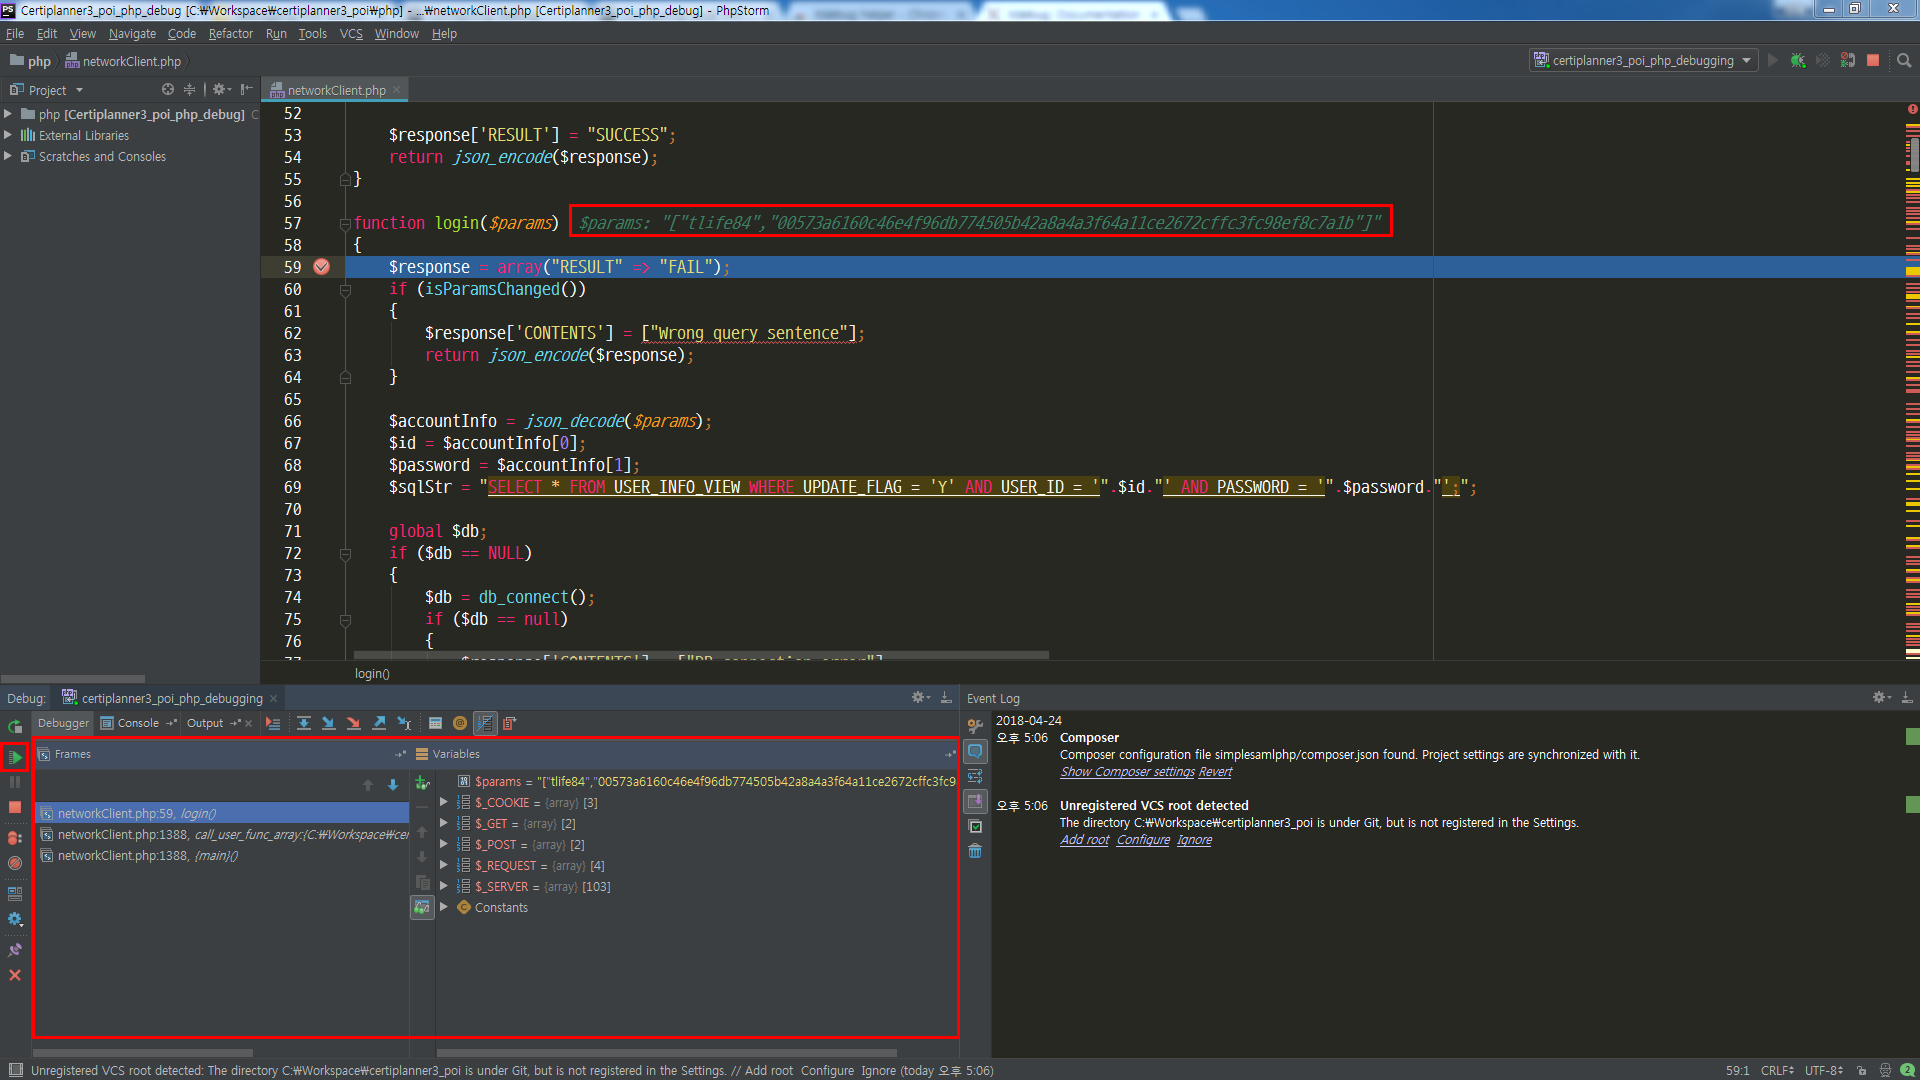 Certiplanner3_poi_php_debug [C:₩Workspace₩certiplanner3_poi₩php] - ...₩networkClient.php [Certiplanner3_poi_php_debug] - PhpStorm
File Edit View Navigate Code Refactor Run Tools VCS Window Help
php networkClient.php
certiplanner3_poi_php_debugging
Project
networkClient.php
php [Certiplanner3_poi_php_debug] C
External Libraries
Scratches and Consoles
52
53 $response['RESULT'] = "SUCCESS";
54 return json_encode($response);
55 }
56
57 function login($params) $params: "["tlife84","00573a6160c46e4f96db774505b42a8a4a3f64a11ce2672cffc3fc98ef8c7a1b"]"
58 {
59 $response = array("RESULT" => "FAIL");
60 if (isParamsChanged())
61 {
62 $response['CONTENTS'] = ["Wrong query sentence"];
63 return json_encode($response);
64 }
65
66 $accountInfo = json_decode($params);
67 $id = $accountInfo[0];
68 $password = $accountInfo[1];
69 $sqlStr = "SELECT * FROM USER_INFO_VIEW WHERE UPDATE_FLAG = 'Y' AND USER_ID = '".$id."' AND PASSWORD = '".$password."';";
70
71 global $db;
72 if ($db == NULL)
73 {
74 $db = db_connect();
75 if ($db == null)
76 {
77 $response['CONTENTS'] = ["DB connection error"]
login()
Debug: certiplanner3_poi_php_debugging
Debugger Console Output
Frames
networkClient.php:59, login()
networkClient.php:1388, call_user_func_array:{C:₩Workspace₩cer
networkClient.php:1388, {main}()
Variables
$params = "["tlife84","00573a6160c46e4f96db774505b42a8a4a3f64a11ce2672cffc3fc9
$_COOKIE = {array} [3]
$_GET = {array} [2]
$_POST = {array} [2]
$_REQUEST = {array} [4]
$_SERVER = {array} [103]
Constants
Event Log
2018-04-24
오후 5:06 Composer
Composer configuration file simplesamlphp/composer.json found. Project settings are synchronized with it.
Show Composer settings Revert
오후 5:06 Unregistered VCS root detected
The directory C:₩Workspace₩certiplanner3_poi is under Git, but is not registered in the Settings.
Add root Configure Ignore
Unregistered VCS root detected: The directory C:₩Workspace₩certiplanner3_poi is under Git, but is not registered in the Settings. // Add root Configure Ignore (today 오후 5:06)
59:1 CRLF UTF-8 2